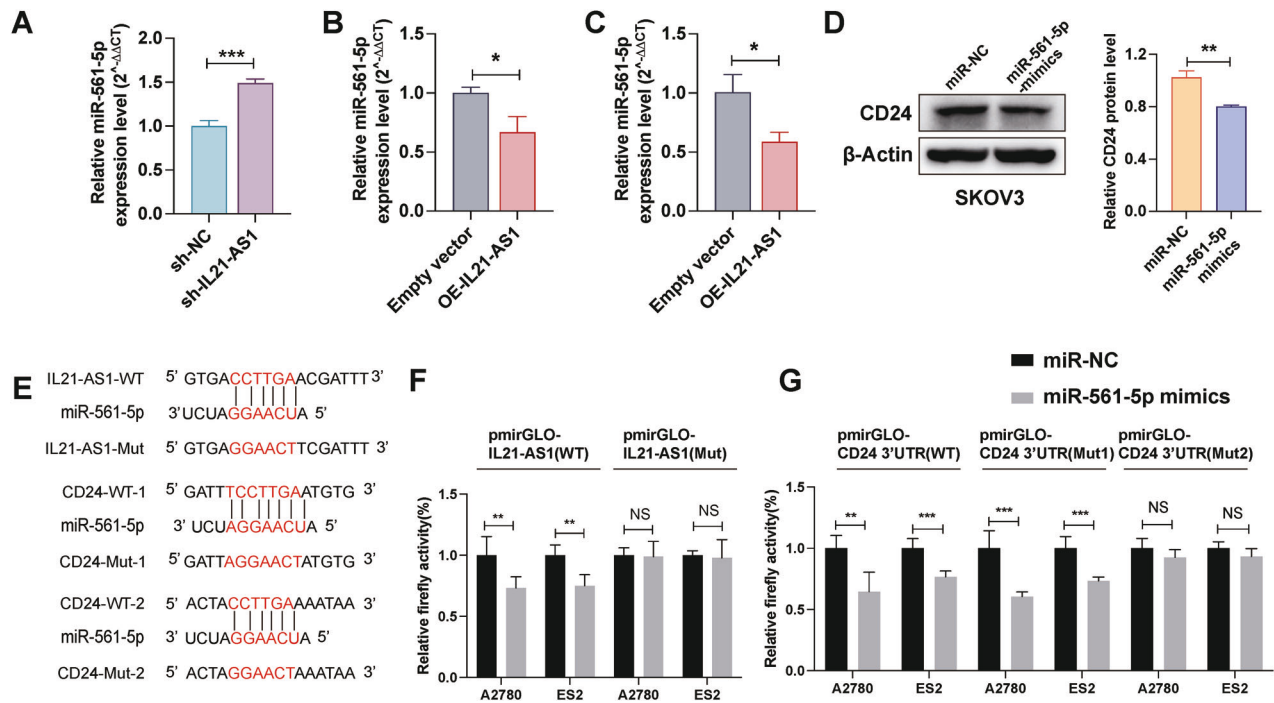 A
Relative miR-561-5p
expression level (2^-ΔΔCT)
2.0
1.5
1.0
0.5
0.0
***
sh-NC
sh-IL21-AS1
B
Relative miR-561-5p
expression level (2^-ΔΔCT)
1.5
1.0
0.5
0.0
*
Empty vector
OE-IL21-AS1
C
Relative miR-561-5p
expression level (2^-ΔΔCT)
1.5
1.0
0.5
0.0
*
Empty vector
OE-IL21-AS1
D
miR-NC
miR-561-5p
-mimics
CD24
β-Actin
SKOV3
Relative CD24 protein level
1.2
0.8
0.4
0.0
**
miR-NC
miR-561-5p
mimics
E
IL21-AS1-WT 5' GTGACCTTGAACGATTT 3'
miR-561-5p 3'UCUAGGAACUA 5'
IL21-AS1-Mut 5' GTGAGGAACTTCGATTT 3'
CD24-WT-1 5' GATTTCCTTGAATGTG 3'
miR-561-5p 3' UCUAGGAACUA 5'
CD24-Mut-1 5' GATTAGGAACTATGTG 3'
CD24-WT-2 5' ACTACCTTGAAAATAA 3'
miR-561-5p 3' UCUAGGAACUA 5'
CD24-Mut-2 5' ACTAGGAACTAAATAA 3'
miR-NC
miR-561-5p mimics
F
pmirGLO-
IL21-AS1(WT)
pmirGLO-
IL21-AS1(Mut)
Relative firefly activity(%)
1.5
1.0
0.5
0.0
** ** NS NS
A2780 ES2 A2780 ES2
G
pmirGLO-
CD24 3'UTR(WT)
pmirGLO-
CD24 3'UTR(Mut1)
pmirGLO-
CD24 3'UTR(Mut2)
Relative firefly activity(%)
1.5
1.0
0.5
0.0
** *** *** *** NS NS
A2780 ES2 A2780 ES2 A2780 ES2